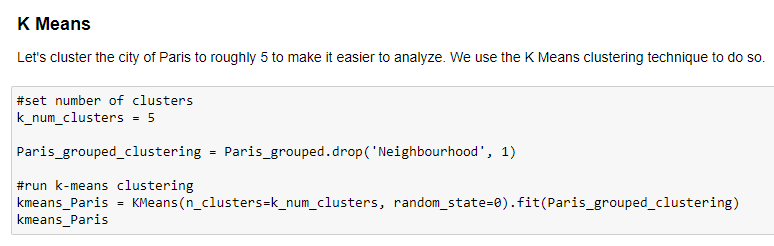 K Means
Let's cluster the city of Paris to roughly 5 to make it easier to analyze. We use the K Means clustering technique to do so.
#set number of clusters
k_num_clusters = 5
Paris_grouped_clustering = Paris_grouped.drop('Neighbourhood', 1)
#run k-means clustering
kmeans_Paris = KMeans(n_clusters=k_num_clusters, random_state=0).fit(Paris_grouped_clustering)
kmeans_Paris